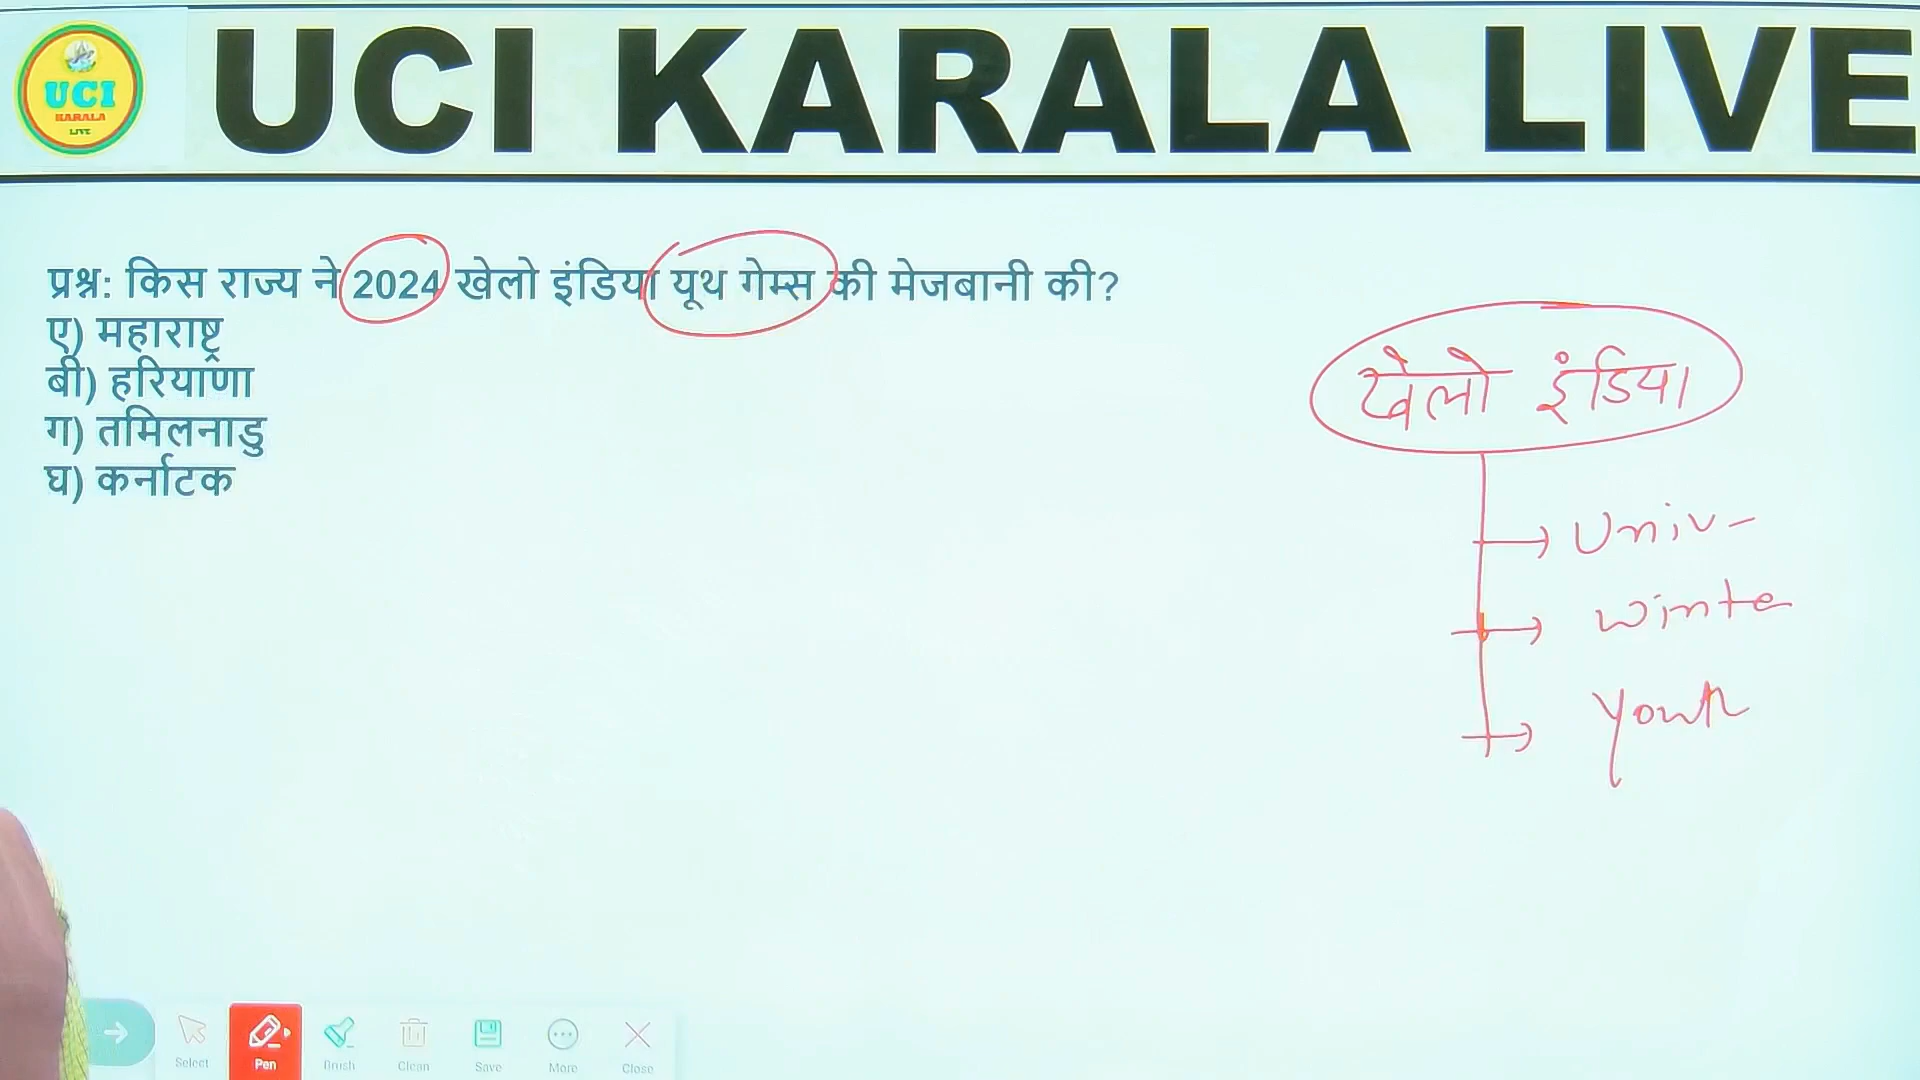 UCI KARALA LIVE
UCI
KARALA
LIVE
प्रश्न: किस राज्य ने 2024 खेलो इंडिया यूथ गेम्स की मेजबानी की?
ए) महाराष्ट्र
बी) हरियाणा
ग) तमिलनाडु
घ) कर्नाटक
खेलो इंडिया
Univ-
Winte
Youth
Select
Pen
Brush
Clean
Save
More
Close